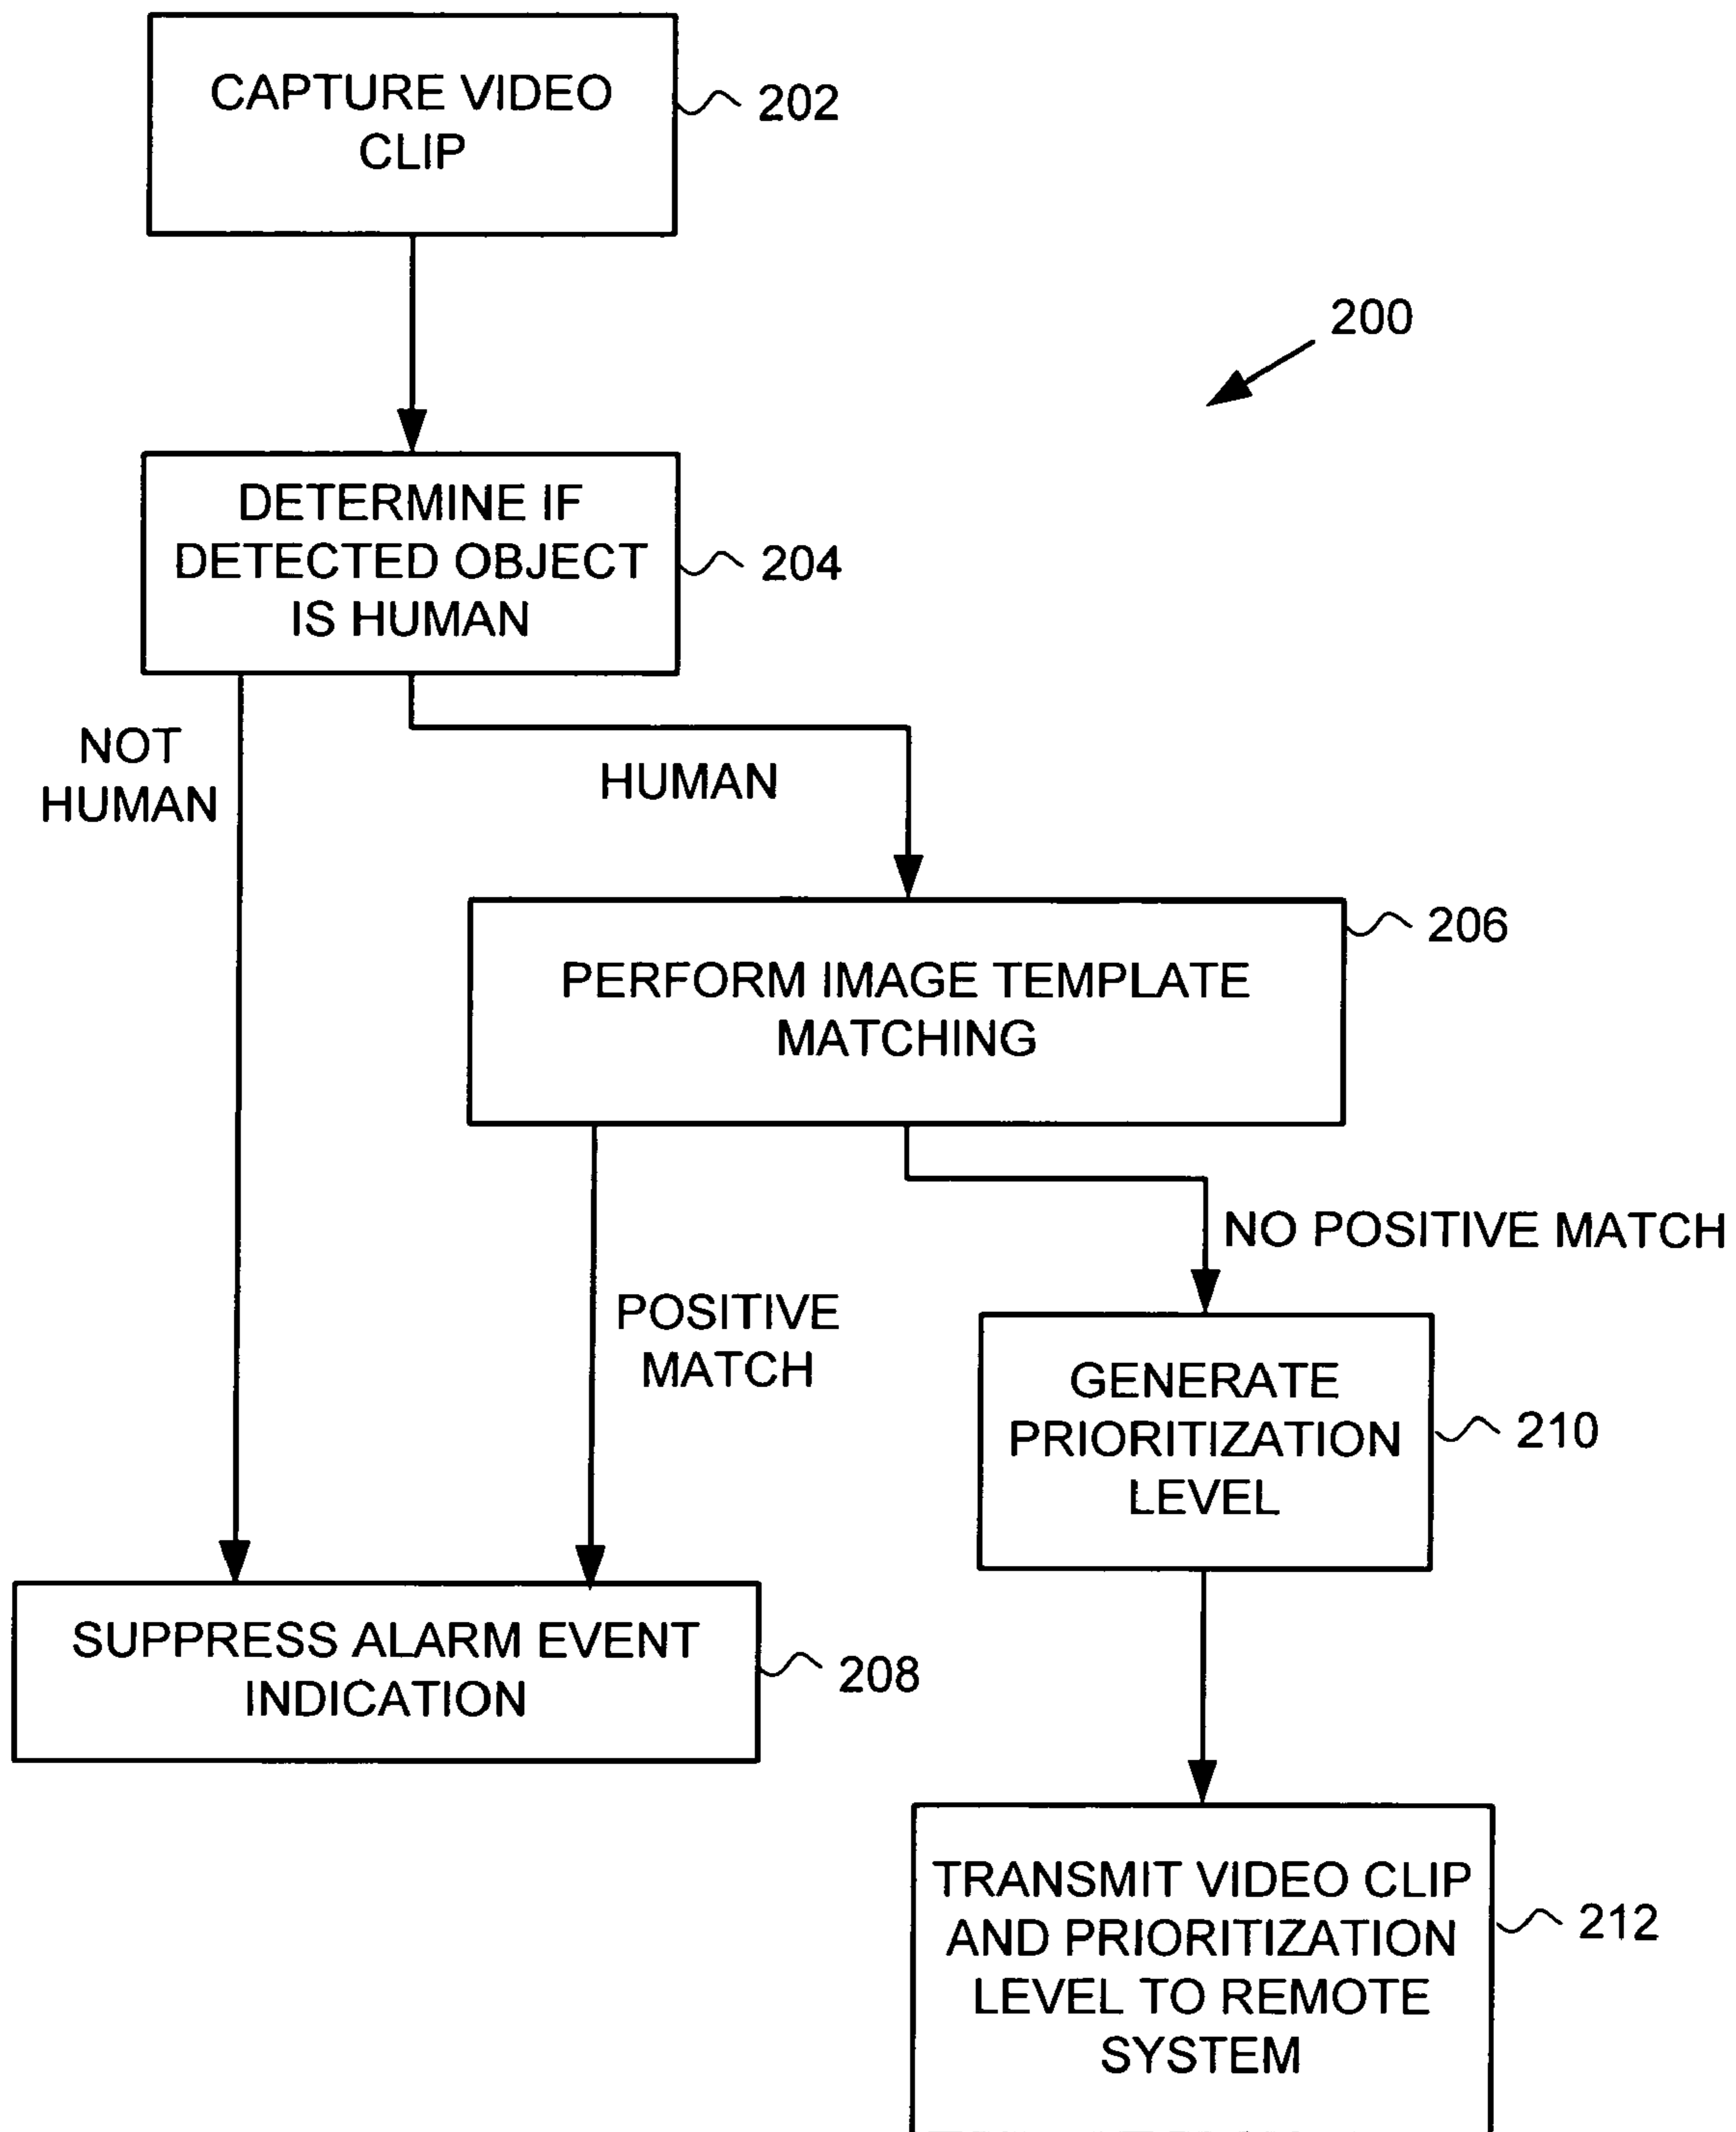 CAPTURE VIDEO
CLIP
202
200
DETERMINE IF
DETECTED OBJECT
IS HUMAN
204
NOT
HUMAN
HUMAN
206
PERFORM IMAGE TEMPLATE
MATCHING
NO POSITIVE MATCH
POSITIVE
MATCH
GENERATE
PRIORITIZATION
LEVEL
210
SUPPRESS ALARM EVENT
INDICATION
208
TRANSMIT VIDEO CLIP
AND PRIORITIZATION
LEVEL TO REMOTE
SYSTEM
212